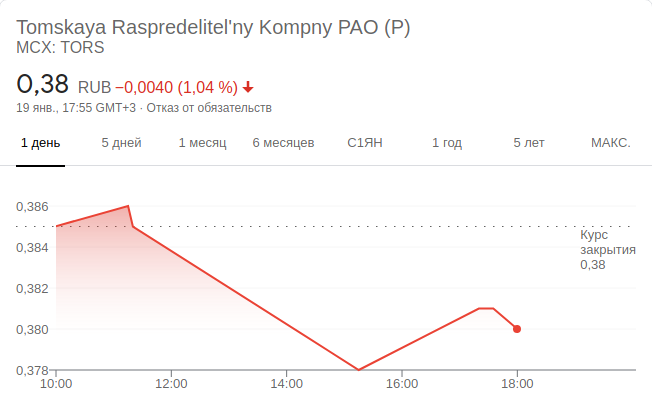 Tomskaya Raspredelitel'ny Kompny PAO (P)
MCX: TORS
0,38 RUB −0,0040 (1,04 %)
19 янв., 17:55 GMT+3 · Отказ от обязательств
1 день 5 дней 1 месяц 6 месяцев С1ЯН 1 год 5 лет МАКС.
0,386
Курс
0,384
закрытия
0,38
0,382
0,380
0,378
10:00 12:00 14:00 16:00 18:00